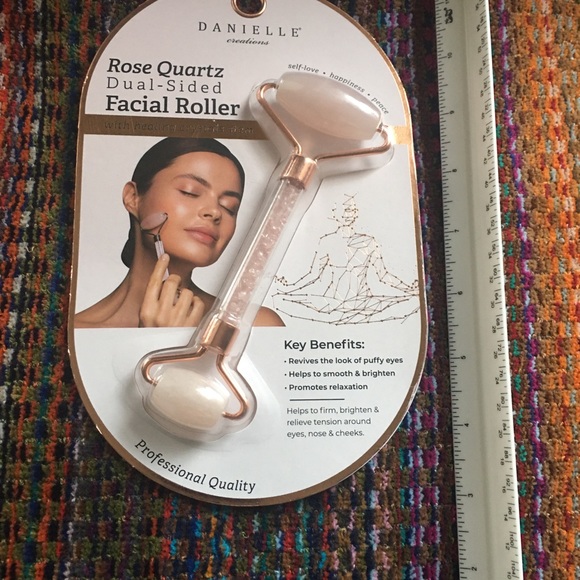 DANIELLE®
creations
self-love • happiness • peace
Rose Quartz
Dual-Sided
Facial Roller
Key Benefits:
• Revives the look of puffy eyes
• Helps to smooth & brighten
• Promotes relaxation
Helps to firm, brighten &
relieve tension around
eyes, nose & cheeks.
Professional Quality